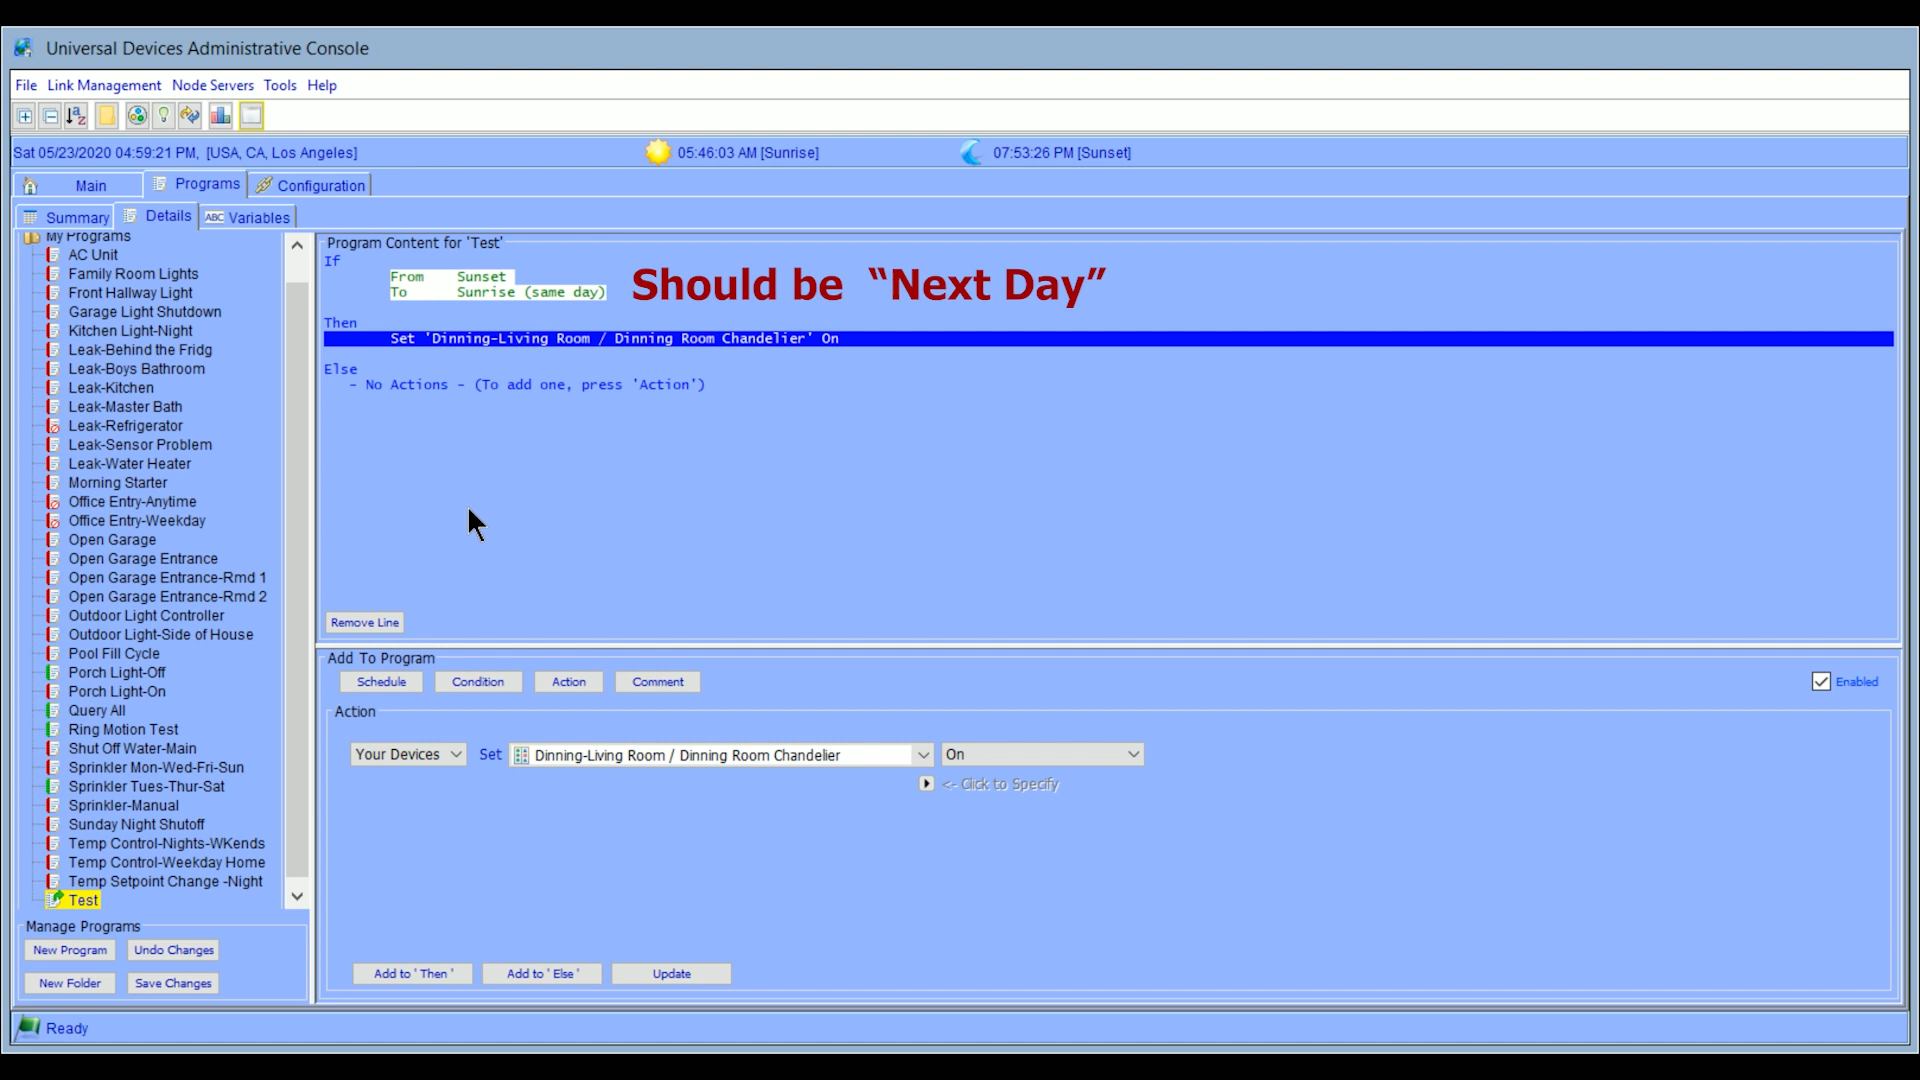 Universal Devices Administrative Console
File Link Management Node Servers Tools Help
Sat 05/23/2020 04:59:21 PM, [USA, CA, Los Angeles] 05:46:03 AM [Sunrise] 07:53:26 PM [Sunset]
Main Programs Configuration
Summary Details ABC Variables
My Programs
AC Unit
Family Room Lights
Front Hallway Light
Garage Light Shutdown
Kitchen Light-Night
Leak-Behind the Fridg
Leak-Boys Bathroom
Leak-Kitchen
Leak-Master Bath
Leak-Refrigerator
Leak-Sensor Problem
Leak-Water Heater
Morning Starter
Office Entry-Anytime
Office Entry-Weekday
Open Garage
Open Garage Entrance
Open Garage Entrance-Rmd 1
Open Garage Entrance-Rmd 2
Outdoor Light Controller
Outdoor Light-Side of House
Pool Fill Cycle
Porch Light-Off
Porch Light-On
Query All
Ring Motion Test
Shut Off Water-Main
Sprinkler Mon-Wed-Fri-Sun
Sprinkler Tues-Thur-Sat
Sprinkler-Manual
Sunday Night Shutoff
Temp Control-Nights-WKends
Temp Control-Weekday Home
Temp Setpoint Change -Night
Test
Manage Programs
New Program Undo Changes
New Folder Save Changes
Program Content for 'Test'
If
From Sunset
To Sunrise (same day)
Should be “Next Day”
Then
Set 'Dinning-Living Room / Dinning Room Chandelier' On
Else
- No Actions - (To add one, press 'Action')
Remove Line
Add To Program
Schedule Condition Action Comment Enabled
Action
Your Devices Set Dinning-Living Room / Dinning Room Chandelier On
<- Click to Specify
Add to ' Then ' Add to ' Else ' Update
Ready